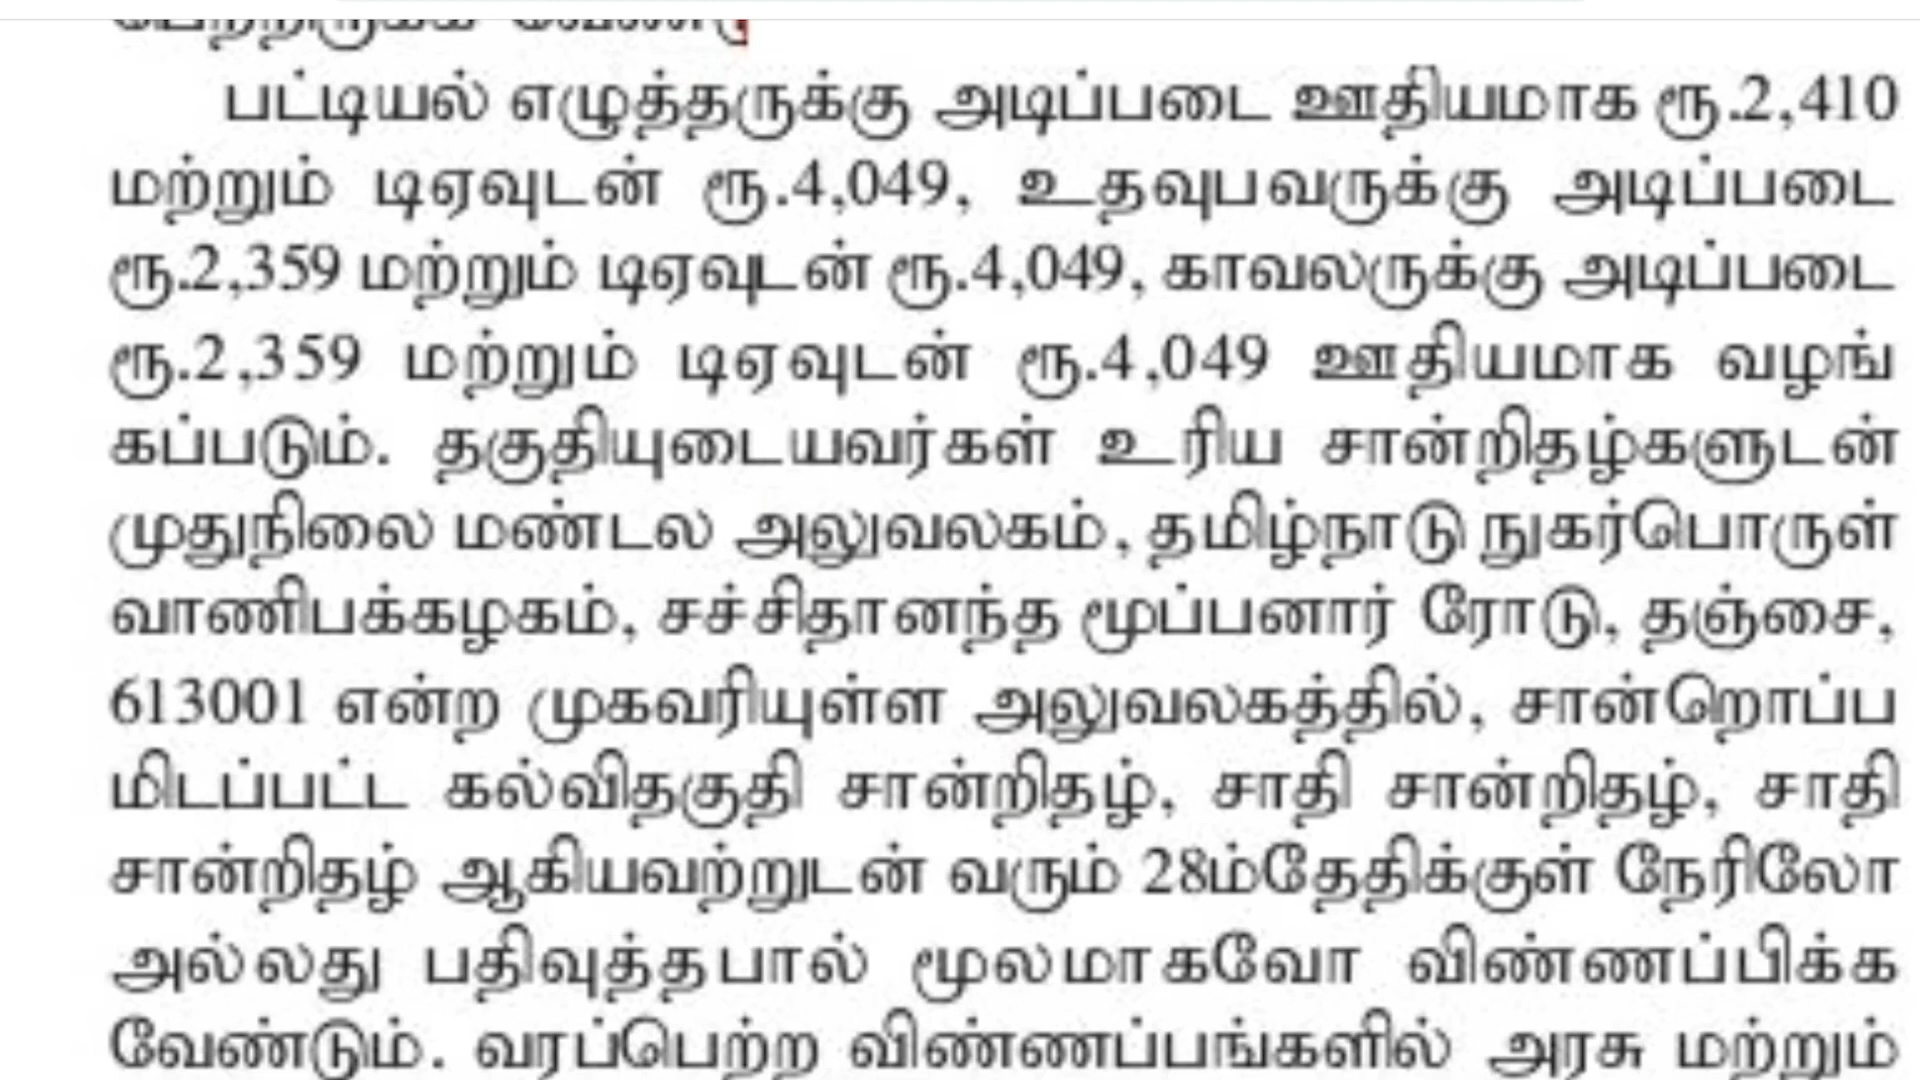 பெற்றிருக்க வேண்டு
பட்டியல் எழுத்தருக்கு அடிப்படை ஊதியமாக ரூ.2,410
மற்றும் டிஏவுடன் ரூ.4,049, உதவுபவருக்கு அடிப்படை
ரூ.2,359 மற்றும் டிஏவுடன் ரூ.4,049, காவலருக்கு அடிப்படை
ரூ.2,359 மற்றும் டிஏவுடன் ரூ.4,049 ஊதியமாக வழங்
கப்படும். தகுதியுடையவர்கள் உரிய சான்றிதழ்களுடன்
முதுநிலை மண்டல அலுவலகம், தமிழ்நாடு நுகர்பொருள்
வாணிபக்கழகம், சச்சிதானந்த மூப்பனார் ரோடு, தஞ்சை,
613001 என்ற முகவரியுள்ள அலுவலகத்தில், சான்றொப்ப
மிடப்பட்ட கல்விதகுதி சான்றிதழ், சாதி சான்றிதழ், சாதி
சான்றிதழ் ஆகியவற்றுடன் வரும் 28ம்தேதிக்குள் நேரிலோ
அல்லது பதிவுத்தபால் மூலமாகவோ விண்ணப்பிக்க
வேண்டும். வரப்பெற்ற விண்ணப்பங்களில் அரசு மற்றும்